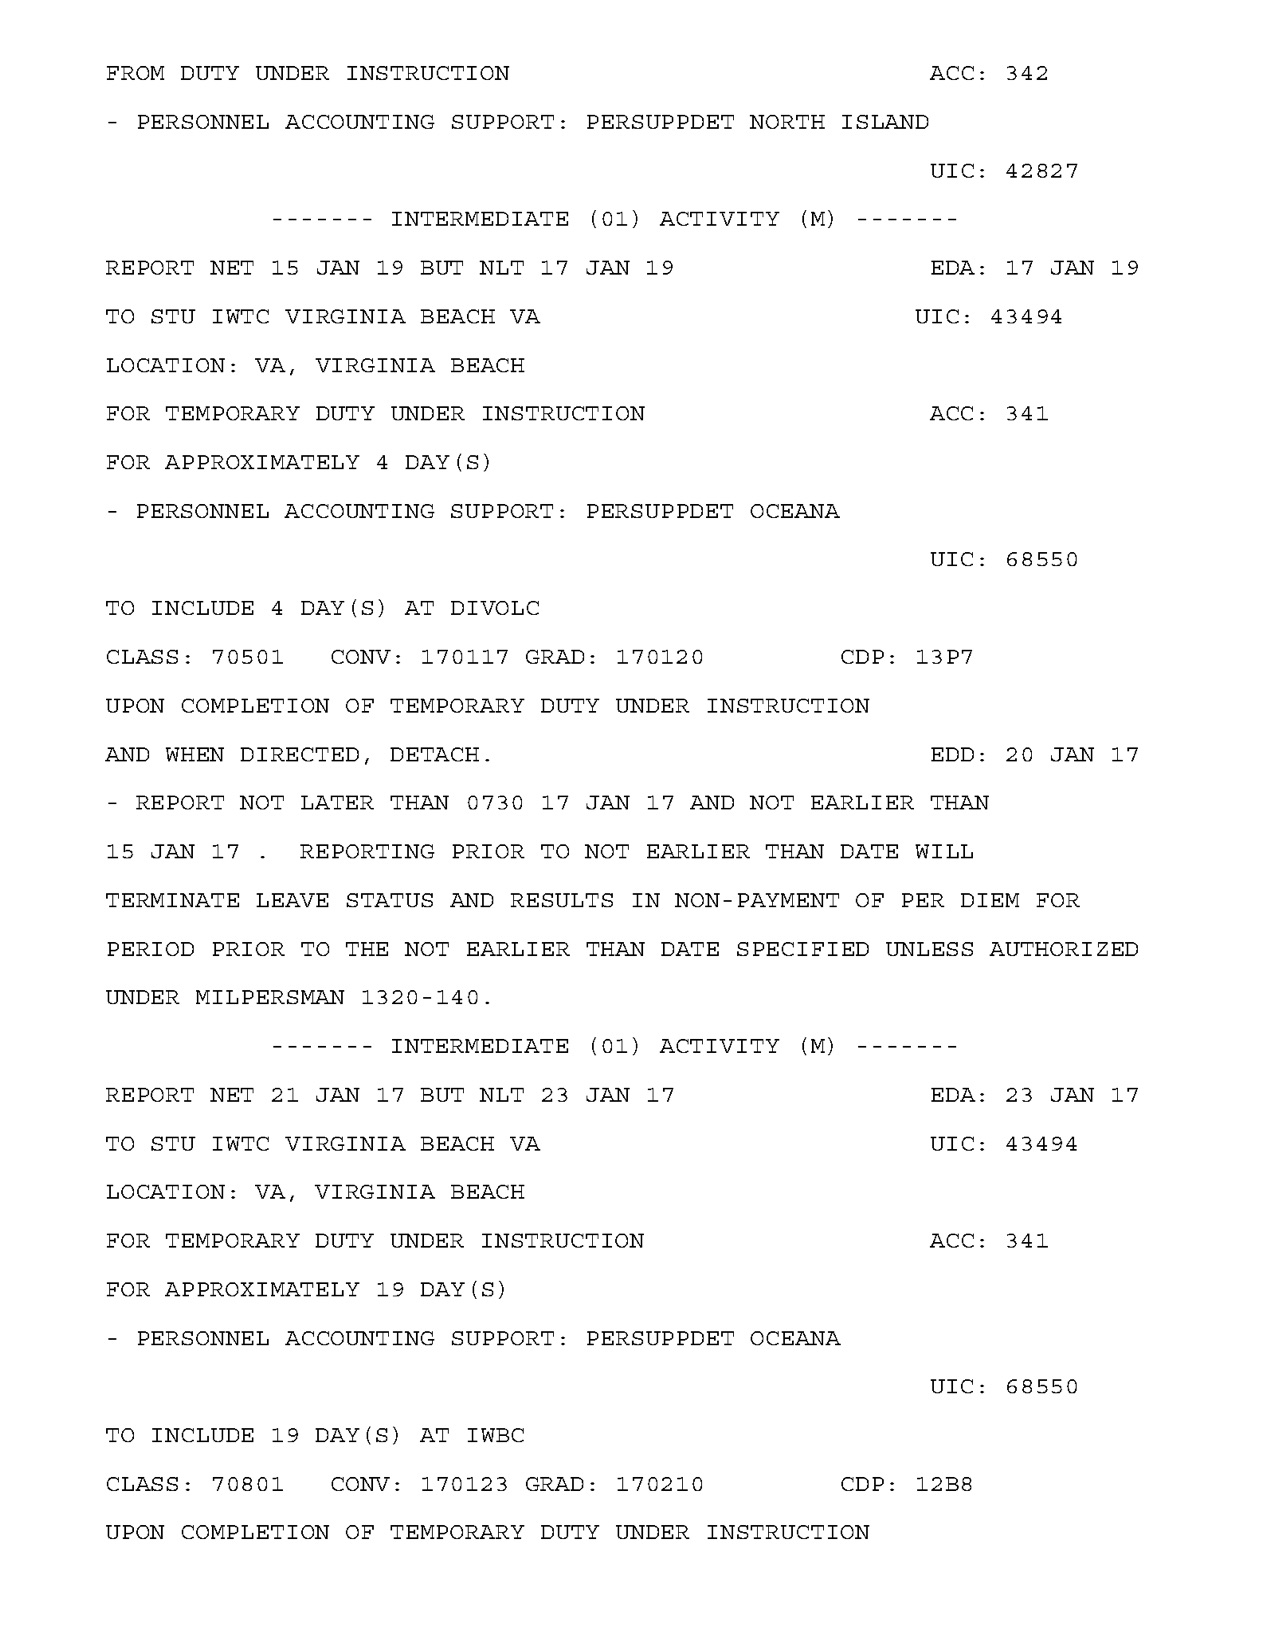 FROM DUTY UNDER INSTRUCTION ACC: 342
- PERSONNEL ACCOUNTING SUPPORT: PERSUPPDET NORTH ISLAND
UIC: 42827
------- INTERMEDIATE (01) ACTIVITY (M) -------
REPORT NET 15 JAN 19 BUT NLT 17 JAN 19 EDA: 17 JAN 19
TO STU IWTC VIRGINIA BEACH VA UIC: 43494
LOCATION: VA, VIRGINIA BEACH
FOR TEMPORARY DUTY UNDER INSTRUCTION ACC: 341
FOR APPROXIMATELY 4 DAY(S)
- PERSONNEL ACCOUNTING SUPPORT: PERSUPPDET OCEANA
UIC: 68550
TO INCLUDE 4 DAY(S) AT DIVOLC
CLASS: 70501 CONV: 170117 GRAD: 170120 CDP: 13P7
UPON COMPLETION OF TEMPORARY DUTY UNDER INSTRUCTION
AND WHEN DIRECTED, DETACH. EDD: 20 JAN 17
- REPORT NOT LATER THAN 0730 17 JAN 17 AND NOT EARLIER THAN
15 JAN 17 . REPORTING PRIOR TO NOT EARLIER THAN DATE WILL
TERMINATE LEAVE STATUS AND RESULTS IN NON-PAYMENT OF PER DIEM FOR
PERIOD PRIOR TO THE NOT EARLIER THAN DATE SPECIFIED UNLESS AUTHORIZED
UNDER MILPERSMAN 1320-140.
------- INTERMEDIATE (01) ACTIVITY (M) -------
REPORT NET 21 JAN 17 BUT NLT 23 JAN 17 EDA: 23 JAN 17
TO STU IWTC VIRGINIA BEACH VA UIC: 43494
LOCATION: VA, VIRGINIA BEACH
FOR TEMPORARY DUTY UNDER INSTRUCTION ACC: 341
FOR APPROXIMATELY 19 DAY(S)
- PERSONNEL ACCOUNTING SUPPORT: PERSUPPDET OCEANA
UIC: 68550
TO INCLUDE 19 DAY(S) AT IWBC
CLASS: 70801 CONV: 170123 GRAD: 170210 CDP: 12B8
UPON COMPLETION OF TEMPORARY DUTY UNDER INSTRUCTION